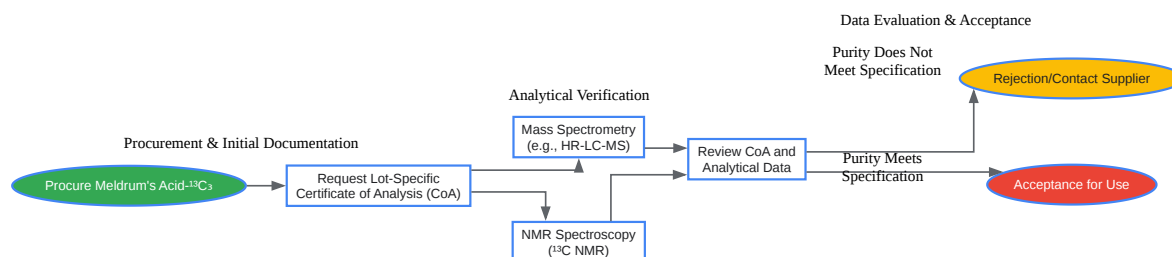 Data Evaluation & Acceptance
Purity Does Not
Meet Specification
Rejection/Contact Supplier
Analytical Verification
Mass Spectrometry
(e.g., HR-LC-MS)
Procurement & Initial Documentation
Review CoA and
Analytical Data
Purity Meets
Specification
Procure Meldrum's Acid-¹³C₃
Request Lot-Specific
Certificate of Analysis (CoA)
Acceptance for Use
NMR Spectroscopy
(¹³C NMR)